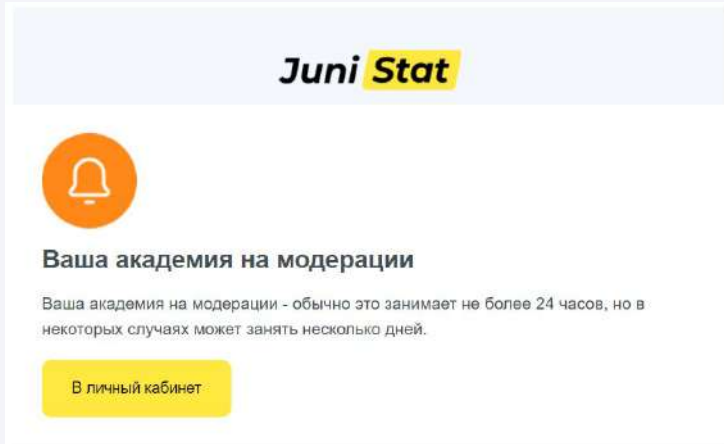 Juni Stat
Ваша академия на модерации
Ваша академия на модерации - обычно это занимает не более 24 часов, но в
некоторых случаях может занять несколько дней.
В личный кабинет